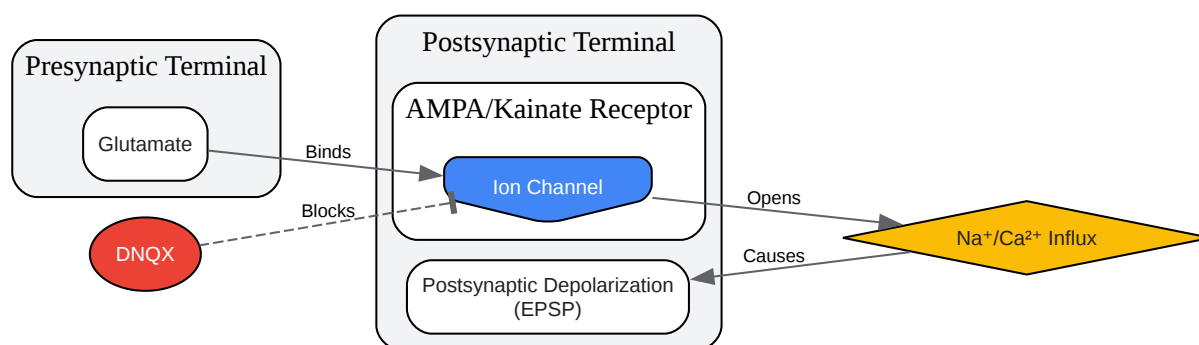 Postsynaptic Terminal
Presynaptic Terminal
AMPA/Kainate Receptor
Glutamate
Binds
Ion Channel
Opens
Blocks
DNQX
Na⁺/Ca²⁺ Influx
Causes
Postsynaptic Depolarization
(EPSP)